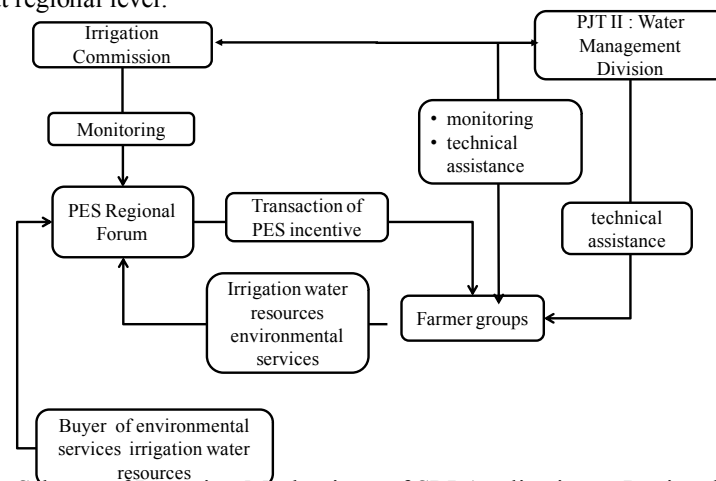 at regional level.
Irrigation
Commission
PJT II : Water
Management
Division
Monitoring
• monitoring
• technical
assistance
PES Regional
Forum
Transaction of
PES incentive
technical
assistance
Irrigation water
resources
environmental
services
Farmer groups
Buyer of environmental
services irrigation water
resources